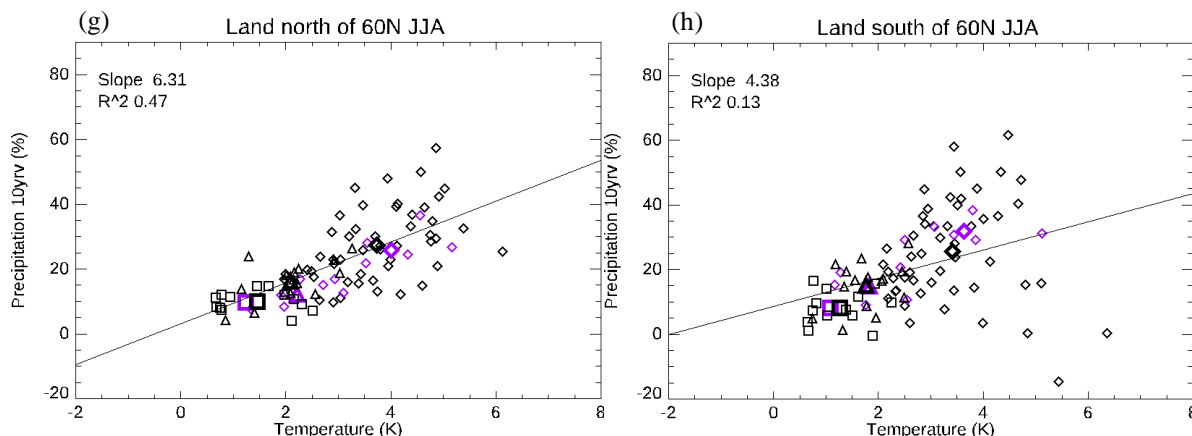 (g)
Land north of 60N JJA
Slope 6.31
R^2 0.47
Precipitation 10yrv (%)
80
60
40
20
0
-20
-2
0
2
4
6
8
Temperature (K)
(h)
Land south of 60N JJA
Slope 4.38
R^2 0.13
Precipitation 10yrv (%)
80
60
40
20
0
-20
-2
0
2
4
6
8
Temperature (K)